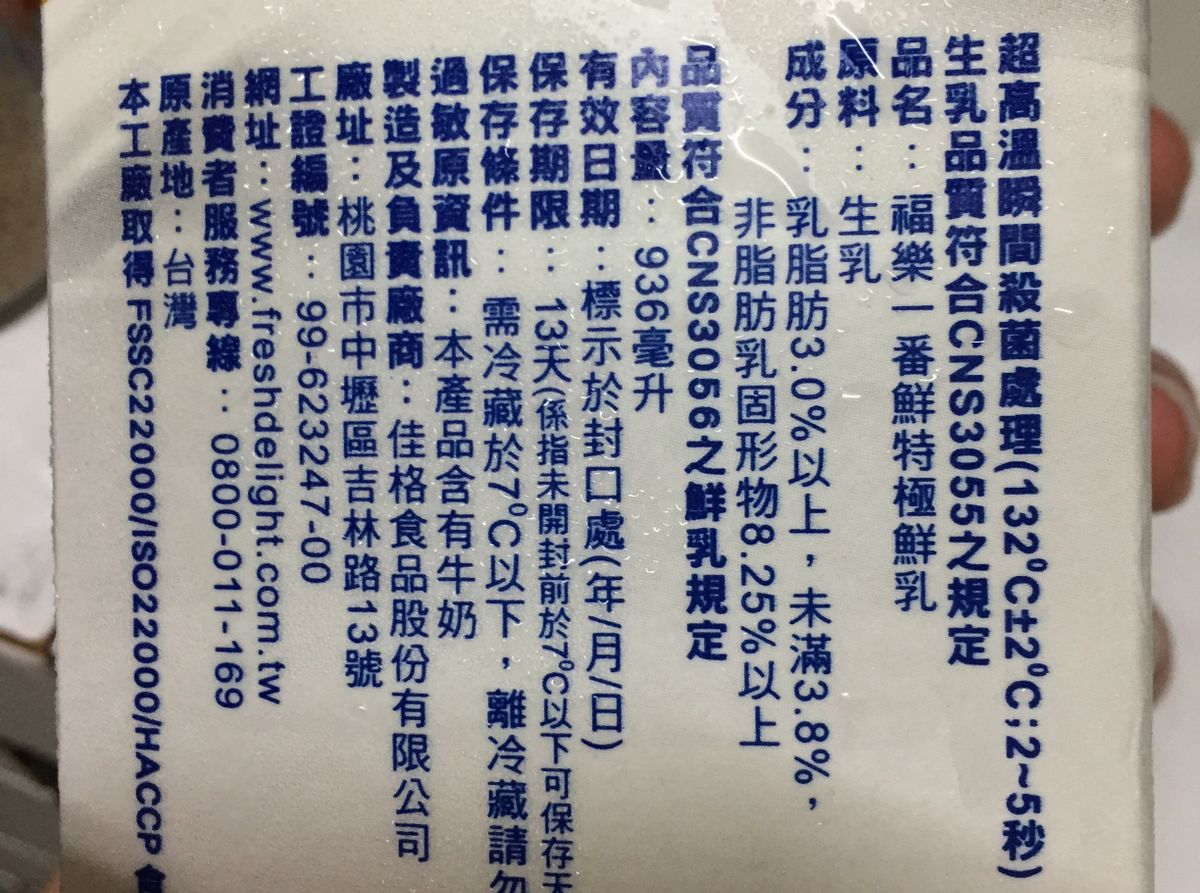 超高溫瞬間殺菌處理(132⁰C±2⁰C;2~5秒)
生乳品質符合CNS3055之規定
品名：福樂一番鮮特極鮮乳
原料：生乳
成分：乳脂肪3.0%以上，未滿3.8%，
非脂肪乳固形物8.25%以上
品質符合CNS3056之鮮乳規定
內容量：936毫升
有效日期：標示於封口處(年/月/日)
保存期限：13天(係指未開封前於7⁰C以下可保存天
保存條件：需冷藏於7⁰C以下，離冷藏請勿
過敏原資訊：本產品含有牛奶
製造及負責廠商：佳格食品股份有限公司
廠址：桃園市中壢區吉林路13號
工證編號：99-623247-00
網址：www.freshdelight.com.tw
消費者服務專線：0800-011-169
原產地：台灣
本工廠取得FSSC22000/ISO22000/HACCP